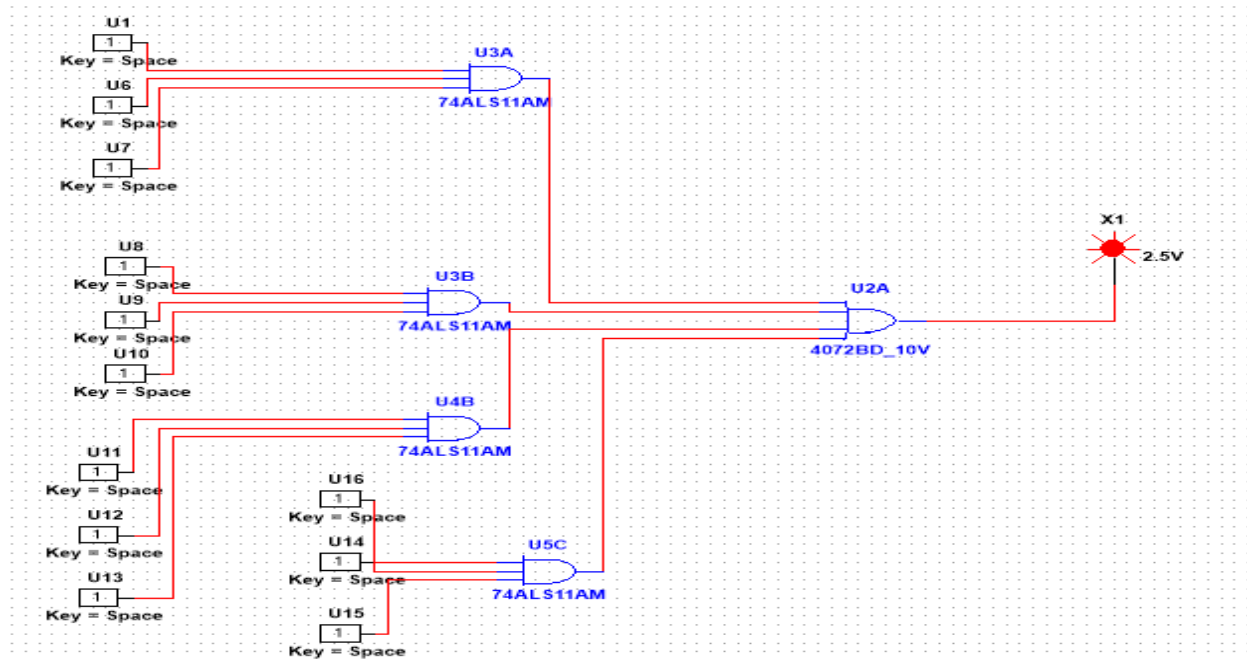 U1
1
Key = Space
U6
1
Key = Space
U7
1
Key = Space
U3A
74ALS11AM
U8
1
Key = Space
U9
1
Key = Space
U10
1
Key = Space
U3B
74ALS11AM
U4B
74ALS11AM
U11
1
Key = Space
U12
1
Key = Space
U13
1
Key = Space
U16
1
Key = Space
U14
1
Key = Space
U15
1
Key = Space
U5C
74ALS11AM
U2A
4072BD_10V
X1
2.5V